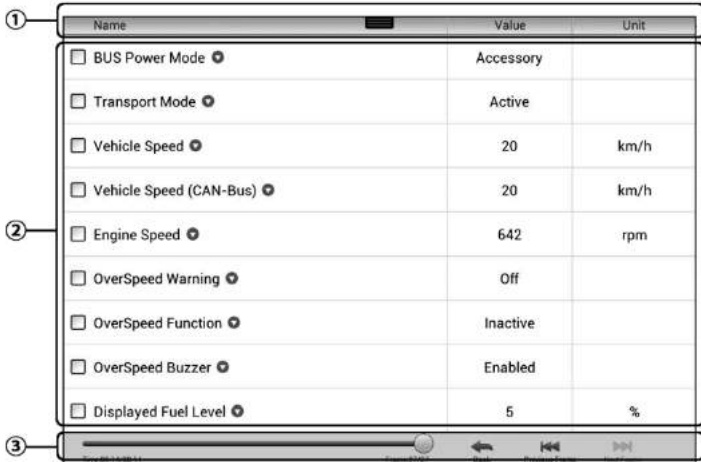 ①
Name Value Unit
②
BUS Power Mode Accessory
Transport Mode Active
Vehicle Speed 20 km/h
Vehicle Speed (CAN-Bus) 20 km/h
Engine Speed 642 rpm
OverSpeed Warning Off
OverSpeed Function Inactive
OverSpeed Buzzer Enabled
Displayed Fuel Level 5 %
③